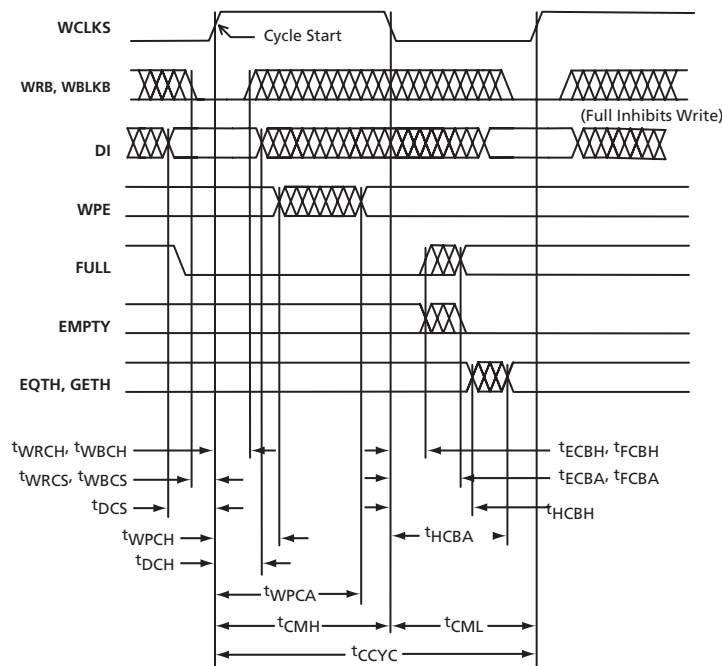 WCLKS
Cycle Start
WRB, WBLKB
(Full Inhibits Write)
DI
WPE
FULL
EMPTY
EQTH, GETH
tWRCH, tWBCH
tECBH, tFCBH
tWRCS, tWBCS
tECBA, tFCBA
tDCS
tHCBH
tWPCH
tHCBA
tDCH
tWPCA
tCMH
tCML
tCCYC